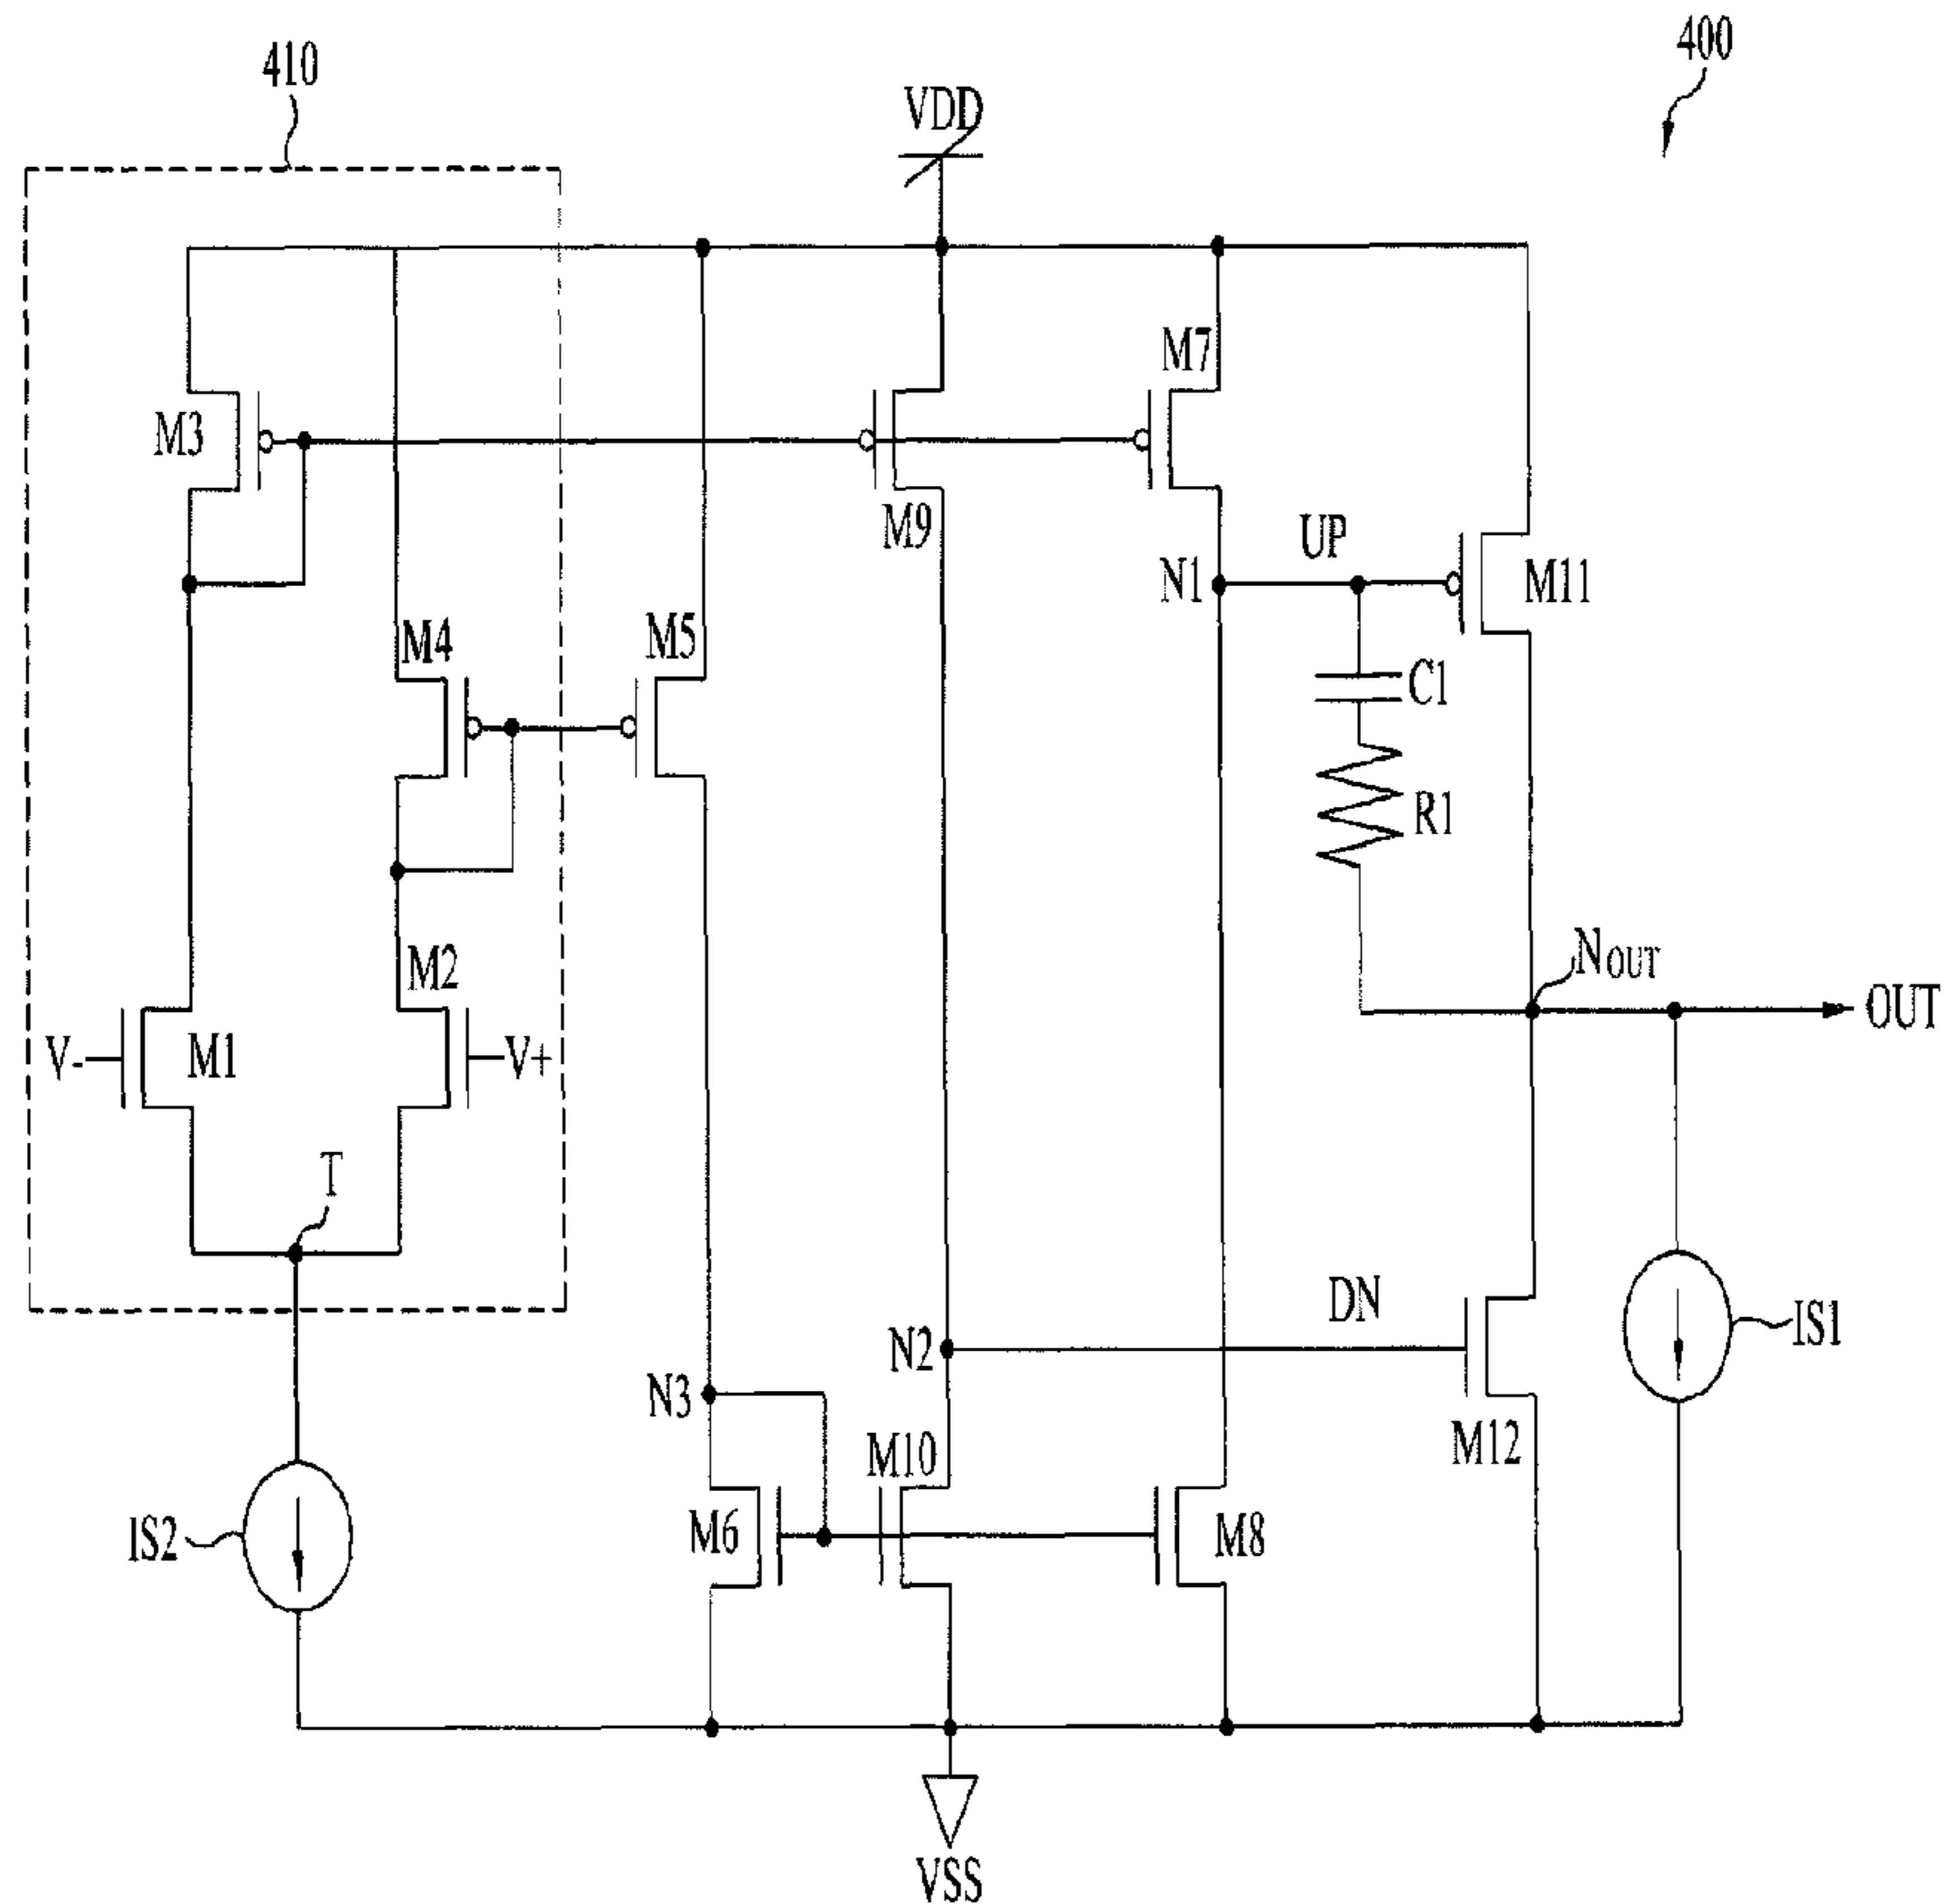 400
410
VDD
M7
M3
M9
UP
N1
M11
M4
M5
C1
R1
M2
NOUT
OUT
V-
M1
V+
T
DN
IS1
N2
N3
M10
M12
IS2
M6
M8
VSS